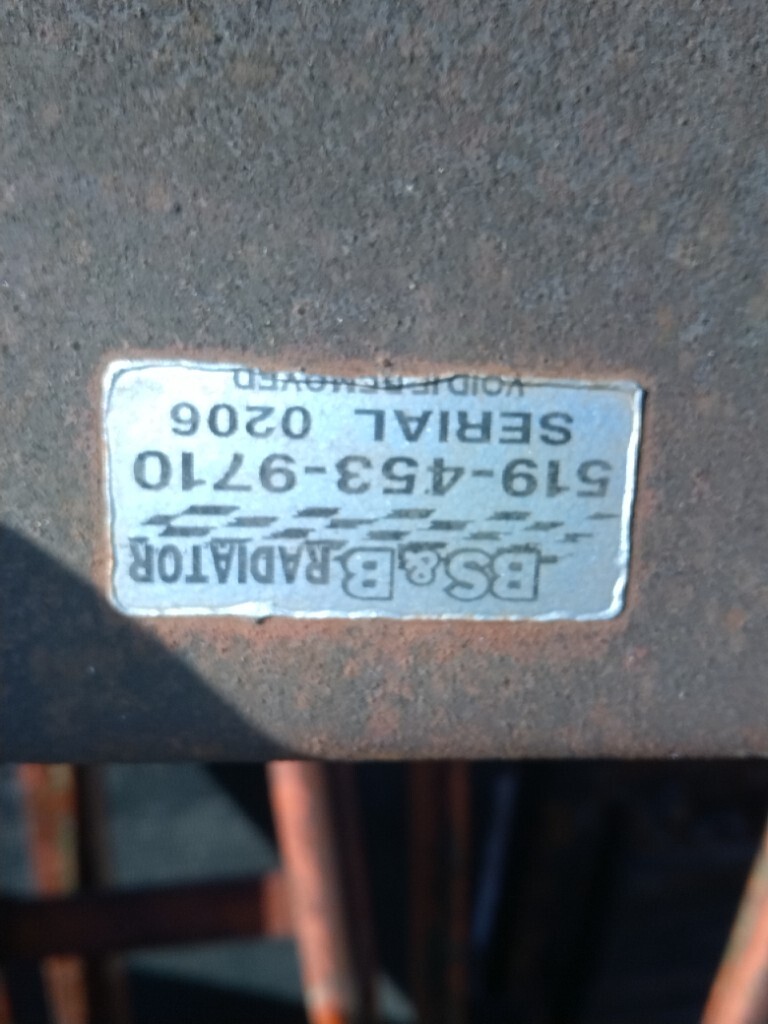 BS&B RADIATOR
519-453-9710
SERIAL 0206
VOID IF REMOVED